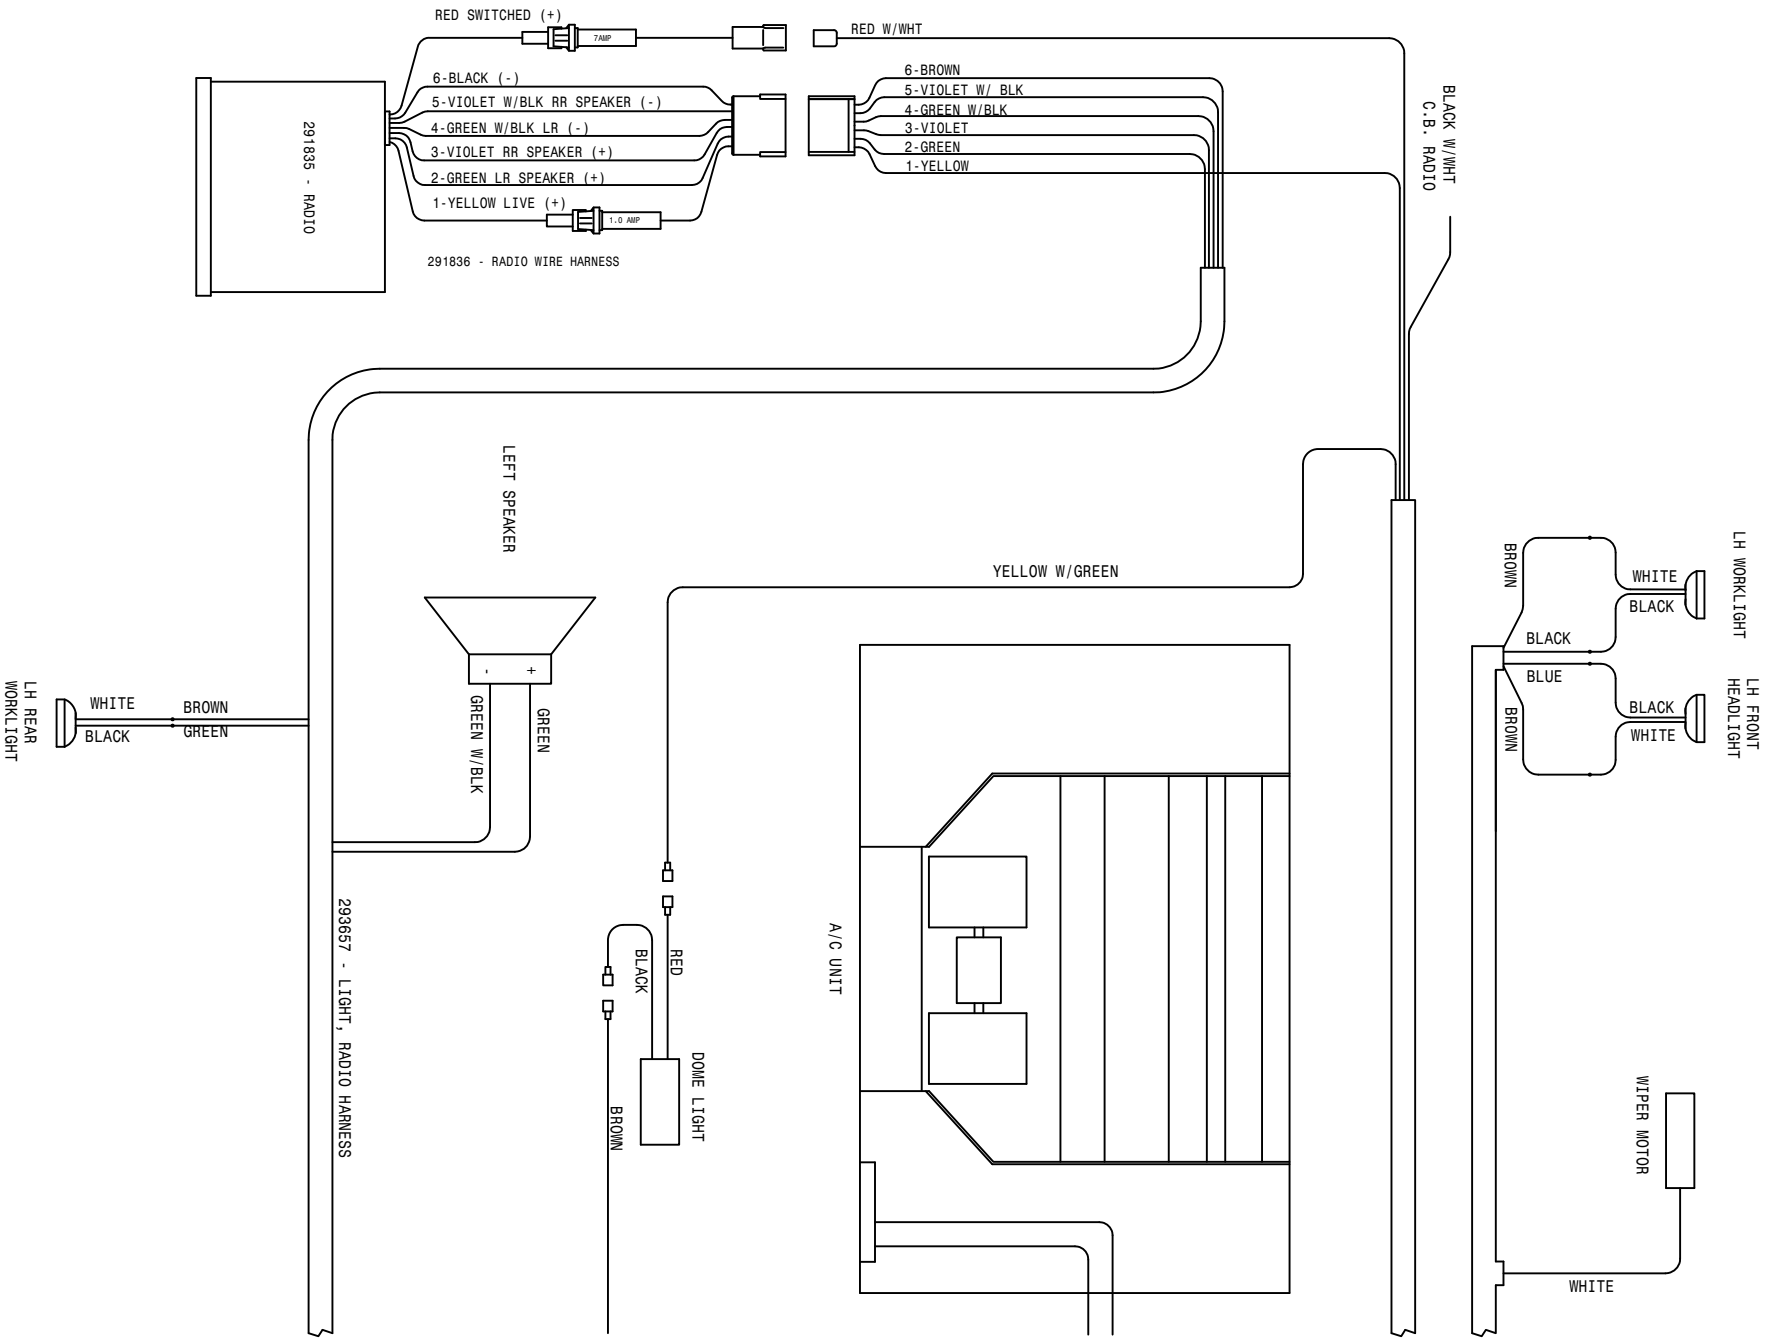 RED SWITCHED (+)
7AMP
RED W/WHT
6-BLACK (-)
5-VIOLET W/BLK RR SPEAKER (-)
4-GREEN W/BLK LR (-)
3-VIOLET RR SPEAKER (+)
2-GREEN LR SPEAKER (+)
1-YELLOW LIVE (+)
1.0 AMP
291835 - RADIO
291836 - RADIO WIRE HARNESS
6-BROWN
5-VIOLET W/ BLK
4-GREEN W/BLK
3-VIOLET
2-GREEN
1-YELLOW
BLACK W/WHT
C.B. RADIO
LEFT SPEAKER
-
+
GREEN W/BLK
GREEN
YELLOW W/GREEN
LH WORKLIGHT
BROWN
WHITE
BLACK
BLACK
BLUE
BROWN
BLACK
WHITE
LH FRONT
HEADLIGHT
LH REAR
WORKLIGHT
WHITE
BLACK
BROWN
GREEN
293657 - LIGHT, RADIO HARNESS
RED
BLACK
BROWN
DOME LIGHT
A/C UNIT
WIPER MOTOR
WHITE